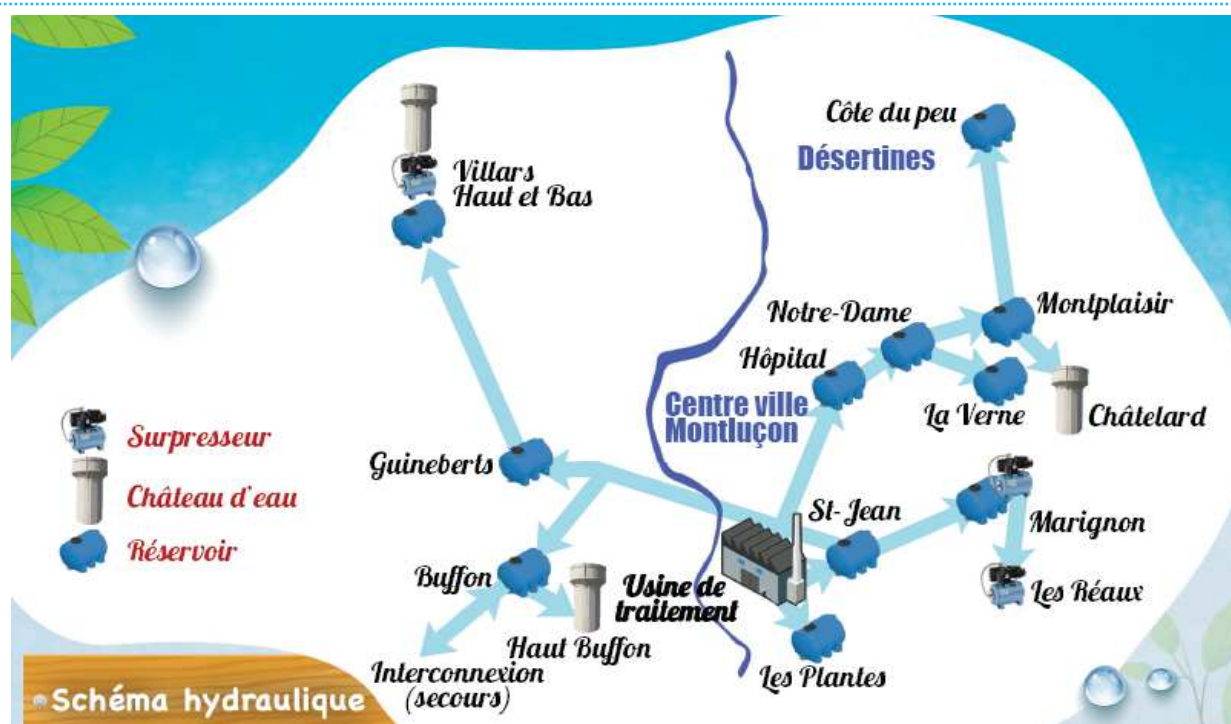 Côte du peu
Désertines
Villars
Haut et Bas
Notre-Dame
Montplaisir
Hôpital
Centre ville
Montluçon
La Verne
Châtelard
Surpresseur
Château d'eau
Réservoir
Guineberts
St-Jean
Marignon
Buffon
Usine de
traitement
Les Réaux
Haut Buffon
Interconnexion
(secours)
Les Plantes
Schéma hydraulique